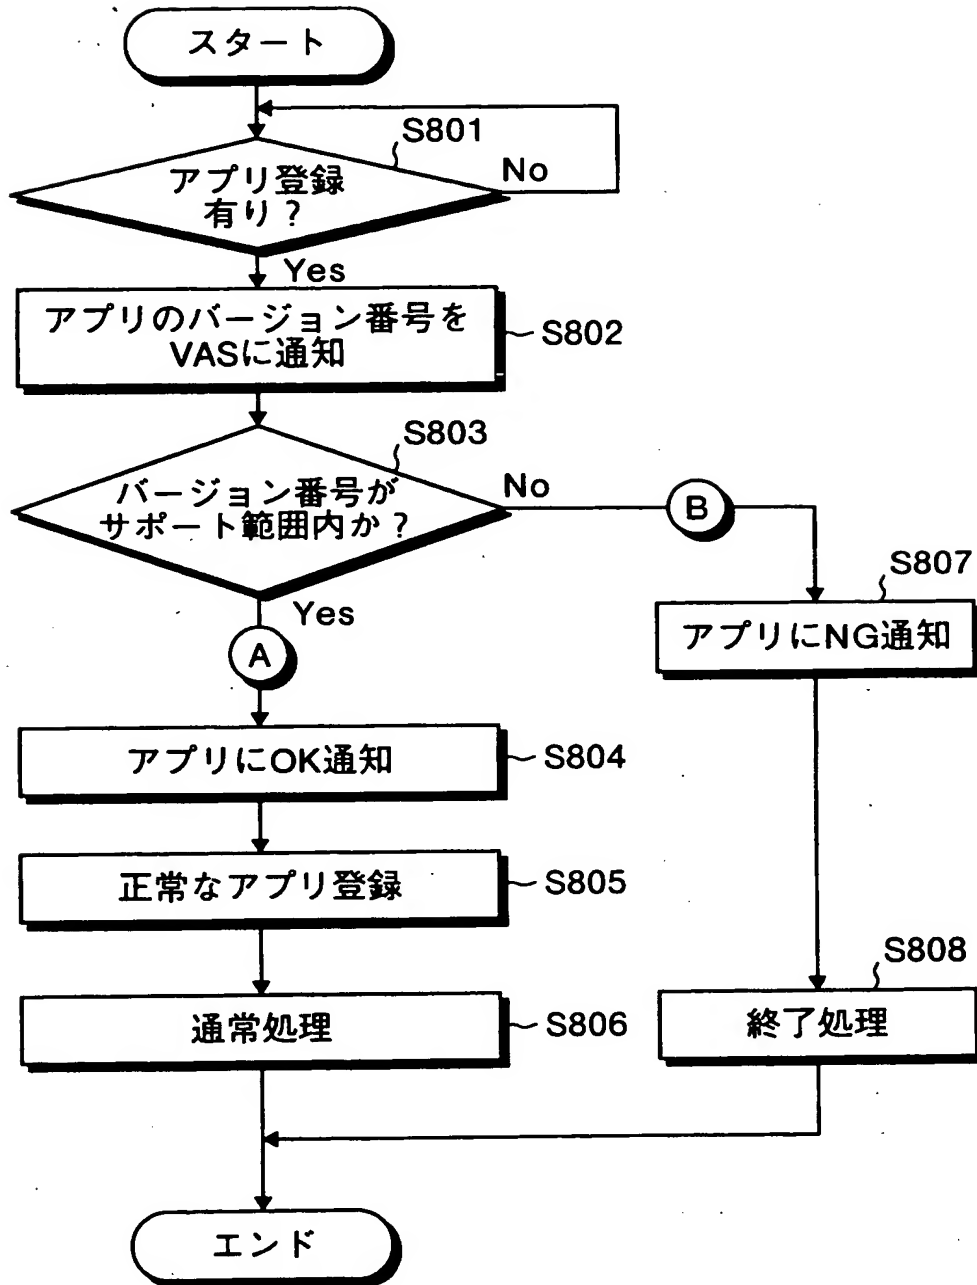 スタート
S801
アプリ登録
有り？
No
Yes
アプリのバージョン番号を
VASに通知
S802
S803
バージョン番号が
サポート範囲内か？
No
B
Yes
A
S807
アプリにNG通知
アプリにOK通知
S804
正常なアプリ登録
S805
通常処理
S806
S808
終了処理
エンド